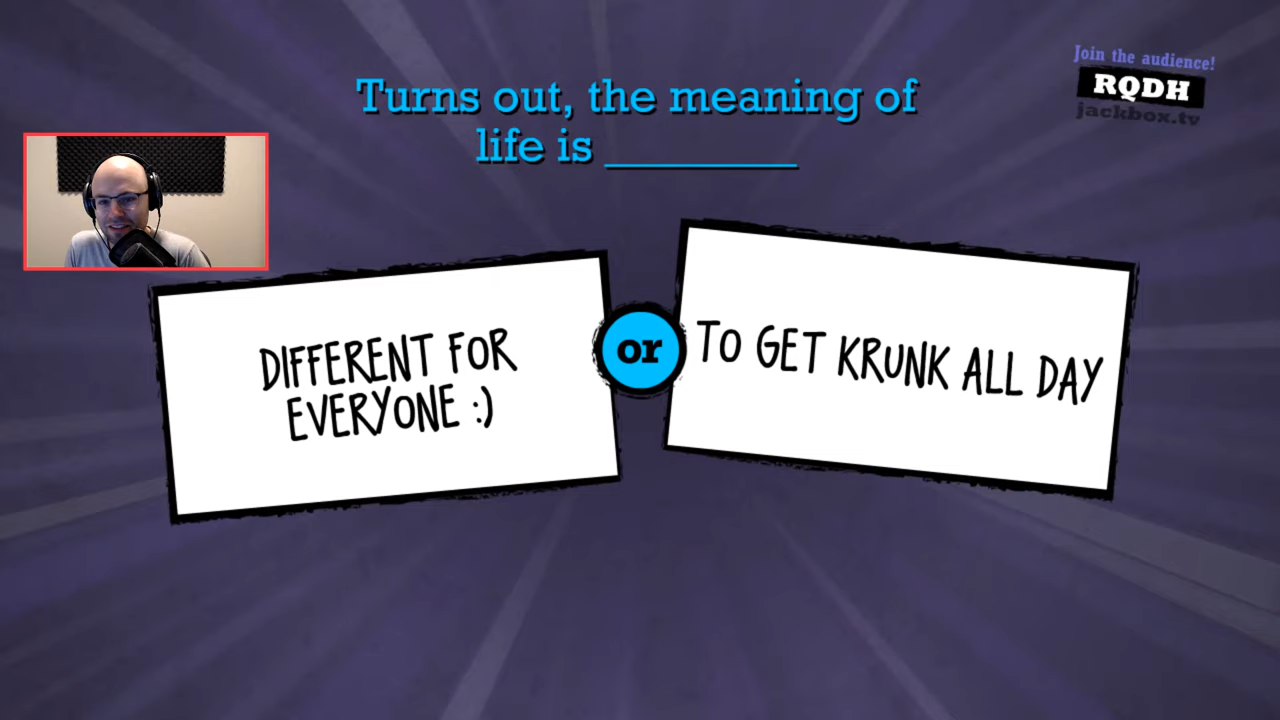 Join the audience!
RQDH
jackbox.tv
Turns out, the meaning of
life is ________
DIFFERENT FOR
EVERYONE :)
or
TO GET KRUNK ALL DAY